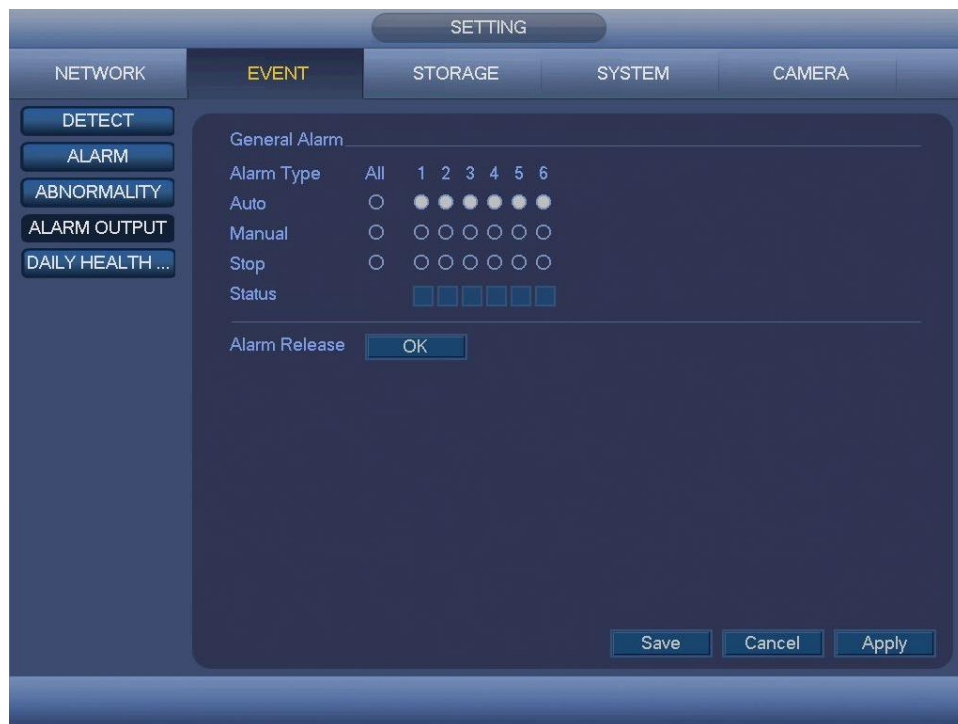 SETTING
NETWORK EVENT STORAGE SYSTEM CAMERA
DETECT
ALARM
ABNORMALITY
ALARM OUTPUT
DAILY HEALTH ...
General Alarm
Alarm Type All 1 2 3 4 5 6
Auto
Manual
Stop
Status
Alarm Release OK
Save Cancel Apply